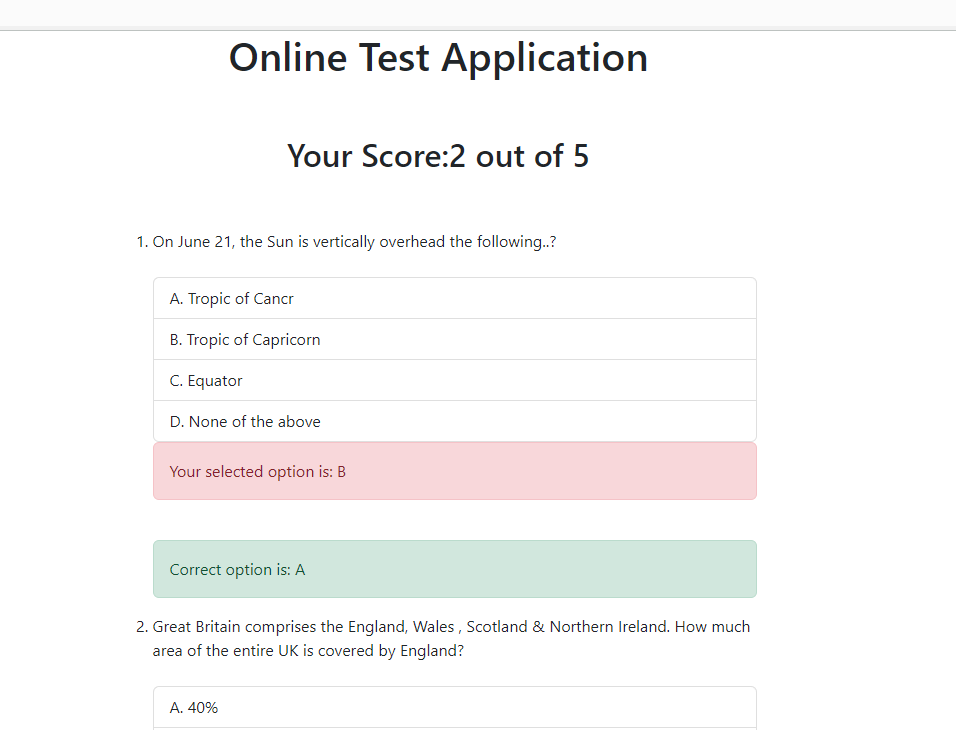 Online Test Application
Your Score:2 out of 5
1. On June 21, the Sun is vertically overhead the following..?
A. Tropic of Cancr
B. Tropic of Capricorn
C. Equator
D. None of the above
Your selected option is: B
Correct option is: A
2. Great Britain comprises the England, Wales , Scotland & Northern Ireland. How much
area of the entire UK is covered by England?
A. 40%